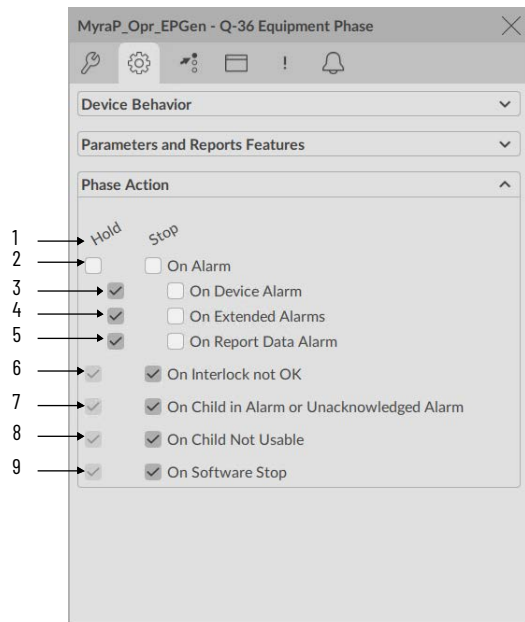 MyraP_Opr_EPGen - Q-36 Equipment Phase
!
Device Behavior
Parameters and Reports Features
Phase Action
1 Hold Stop
2 On Alarm
3 On Device Alarm
4 On Extended Alarms
5 On Report Data Alarm
6 On Interlock not OK
7 On Child in Alarm or Unacknowledged Alarm
8 On Child Not Usable
9 On Software Stop